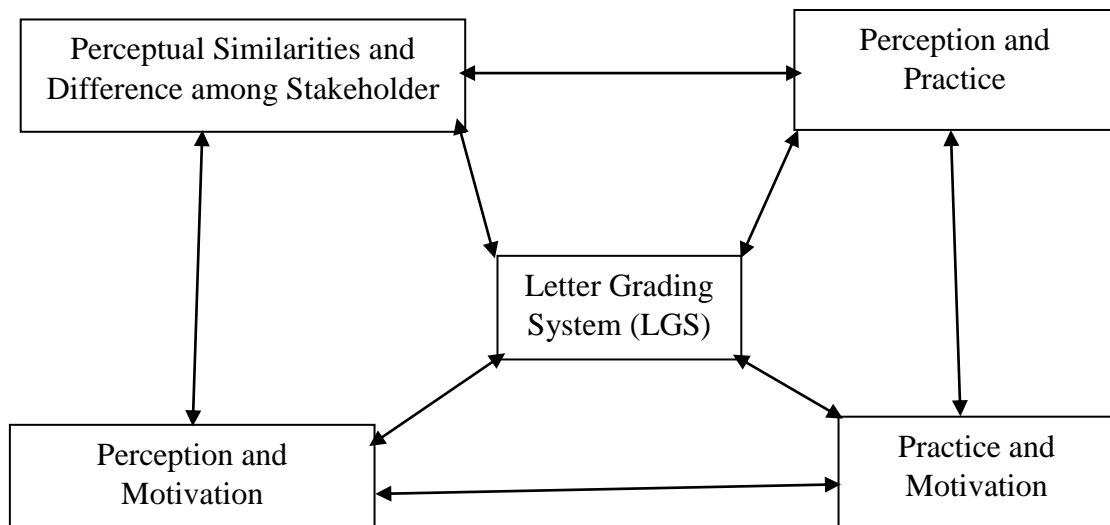 Perceptual Similarities and
Difference among Stakeholder
Perception and
Practice
Letter Grading
System (LGS)
Perception and
Motivation
Practice and
Motivation